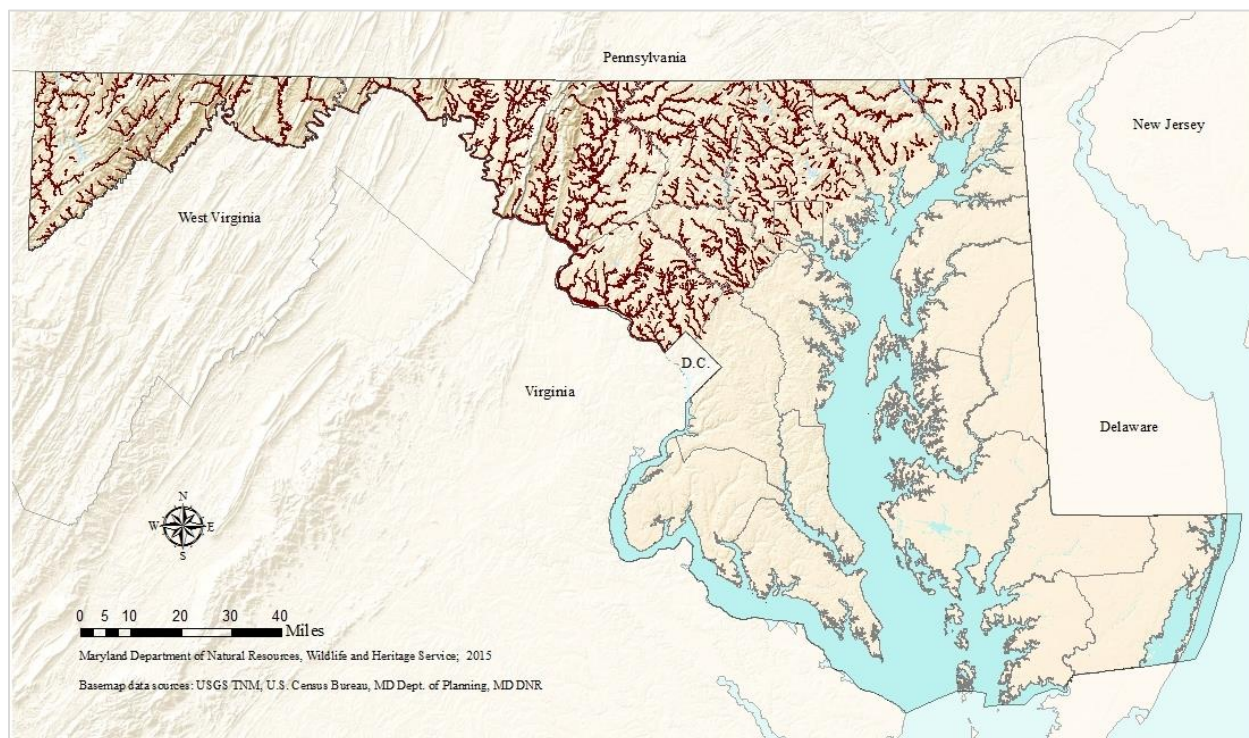 Pennsylvania
New Jersey
West Virginia
D.C.
Virginia
Delaware
N
W E
S
0 5 10 20 30 40
Miles
Maryland Department of Natural Resources, Wildlife and Heritage Service; 2015
Basemap data sources: USGS TNM, U.S. Census Bureau, MD Dept. of Planning, MD DNR